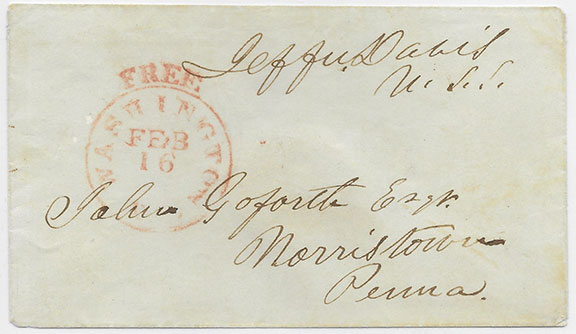 Jeffn. Davis
U.S.S.
FREE
WASHINGTON
FEB
16
John Goforth Esqr.
Norristown
Penna.